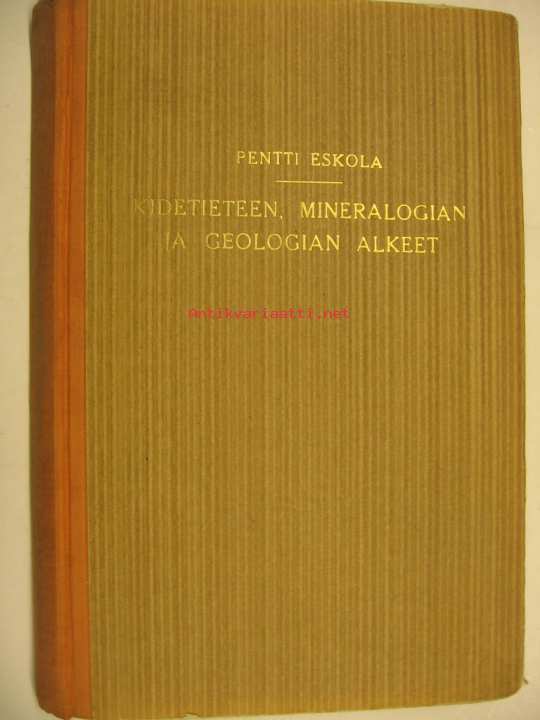 PENTTI ESKOLA
KIDETIETEEN, MINERALOGIAN
JA GEOLOGIAN ALKEET
Antikvariaatti.net